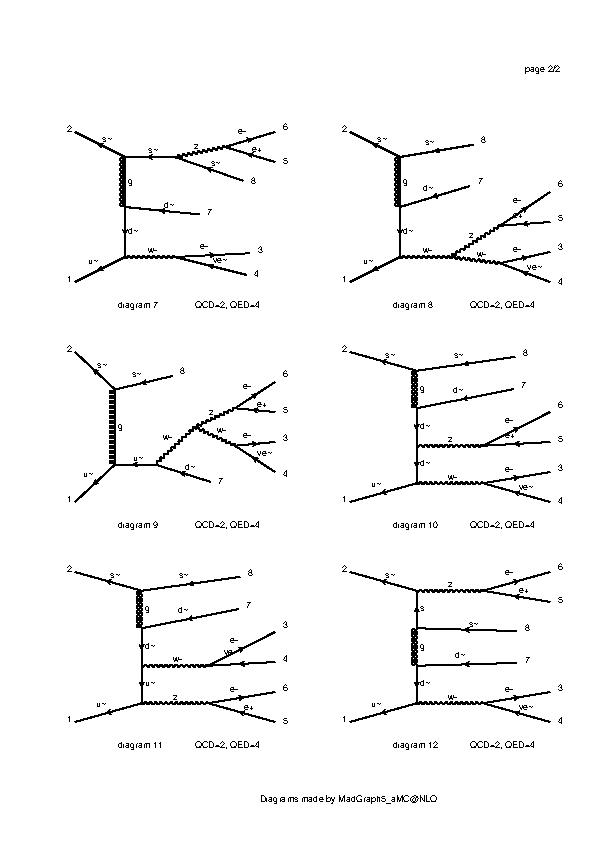 page 2/2
2 s~ s~ z e- 6
e+ 5
s~ 8
g
d~ 7
d~
w- e- 3
u~ ve~ 4
1
diagram 7 QCD=2, QED=4
2 s~ s~ 8
g
d~ 7
e- 6
e+ 5
d~ z
w- w- e- 3
u~ ve~ 4
1
diagram 8 QCD=2, QED=4
2 s~ s~ 8
g
z e- 6
e+ 5
w- w- e- 3
ve~ 4
u~ u~ d~ 7
1
diagram 9 QCD=2, QED=4
2 s~ s~ 8
g
d~ 7
d~ e- 6
z e+ 5
d~
w- e- 3
u~ ve~ 4
1
diagram 10 QCD=2, QED=4
2 s~ s~ 8
g
d~ 7
d~ e- 3
w- ve~ 4
u~
z e- 6
u~ e+ 5
1
diagram 11 QCD=2, QED=4
2 s~ z e- 6
e+ 5
s
s~ 8
g
d~ 7
d~
w- e- 3
u~ ve~ 4
1
diagram 12 QCD=2, QED=4
Diagrams made by MadGraph5_aMC@NLO